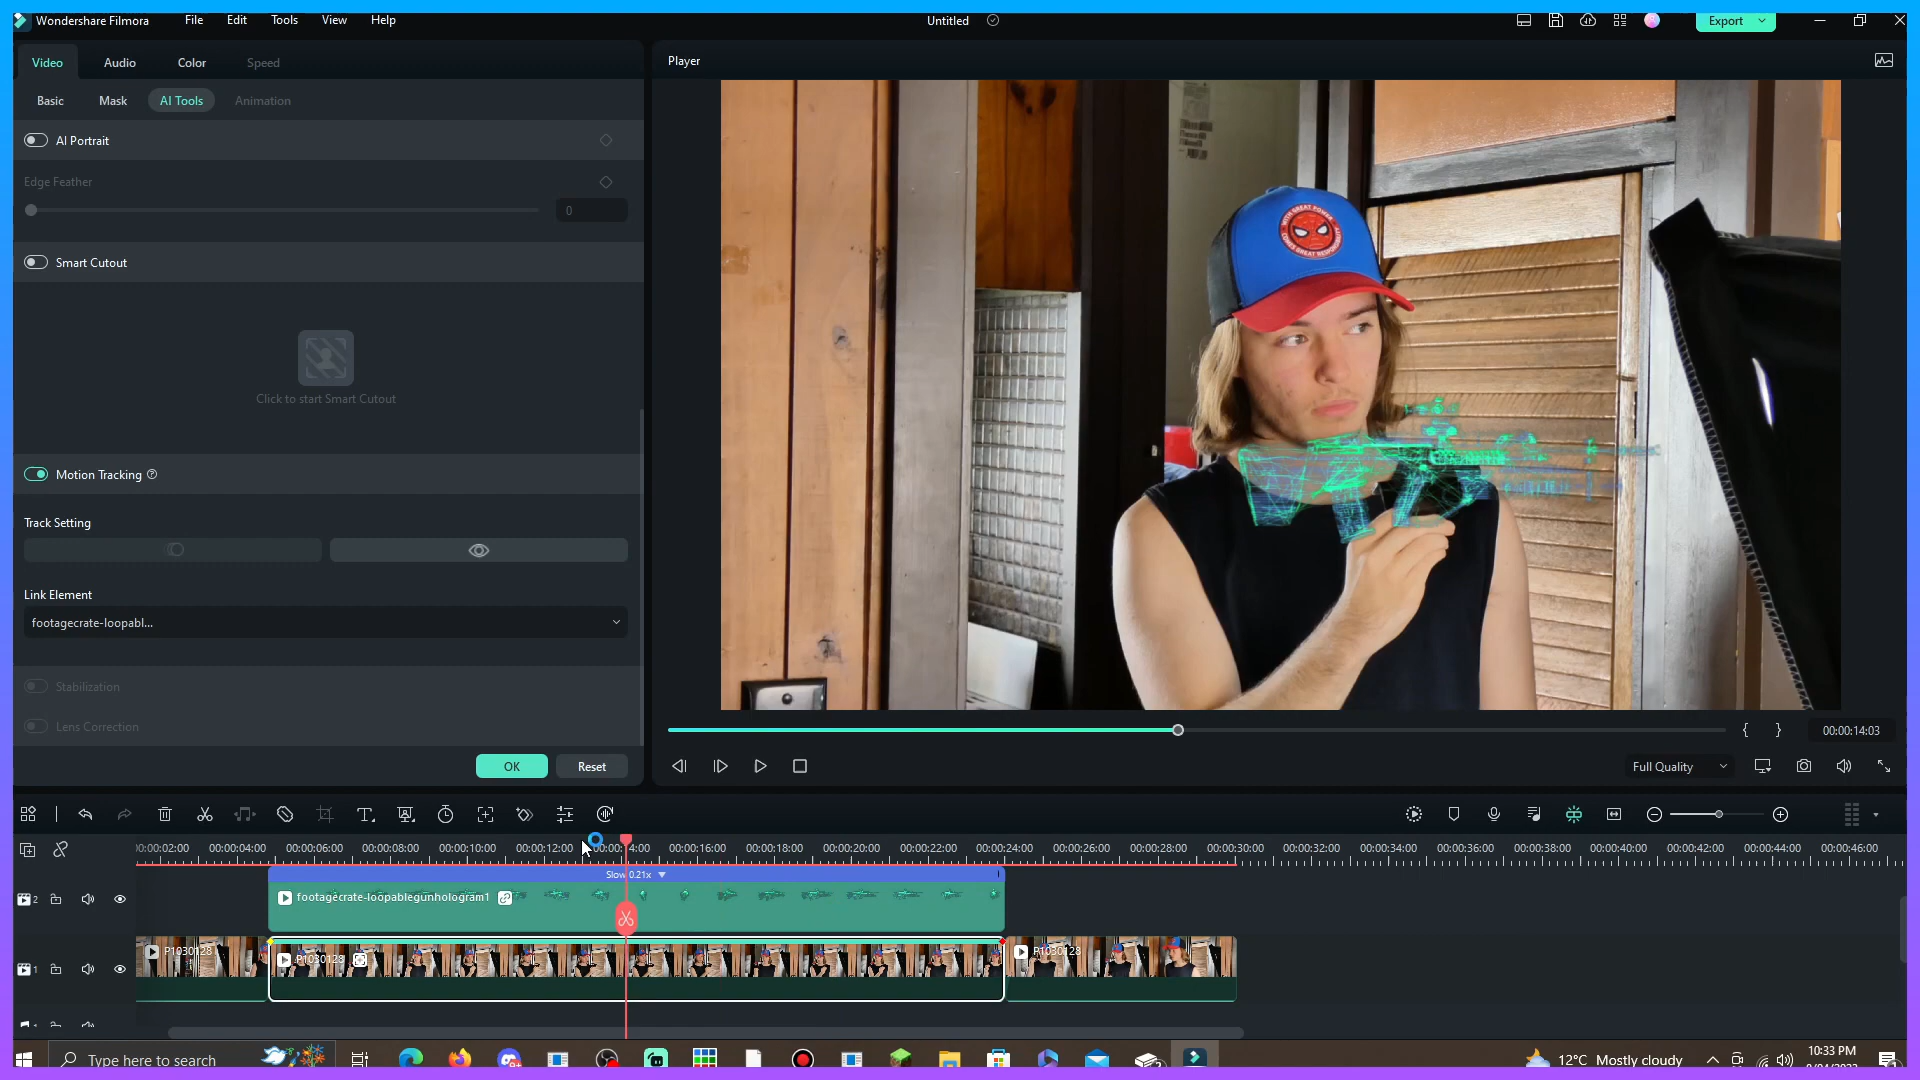 Wondershare Filmora File Edit Tools View Help Untitled Export
Video Audio Color Speed Player
Basic Mask AI Tools Animation
AI Portrait
Edge Feather
0
Smart Cutout
Click to start Smart Cutout
Motion Tracking
Track Setting
Link Element
footagecrate-loopabl...
Stabilization
Lens Correction
OK Reset
WITH GREAT POWER
COMES GREAT RESPONSIBILITY
{ } 00:00:14:03
Full Quality
00:00:02:00 00:00:04:00 00:00:06:00 00:00:08:00 00:00:10:00 00:00:12:00 00:00:16:00 00:00:18:00 00:00:20:00 00:00:22:00 00:00:24:00 00:00:26:00 00:00:28:00 00:00:30:00 00:00:32:00 00:00:34:00 00:00:36:00 00:00:38:00 00:00:40:00 00:00:42:00 00:00:44:00 00:00:46:00
Slow 0.21x
2 footagecrate-loopablegunhologram1
P1030128 P1030128 P1030128
1
Type here to search 12°C Mostly cloudy 10:33 PM